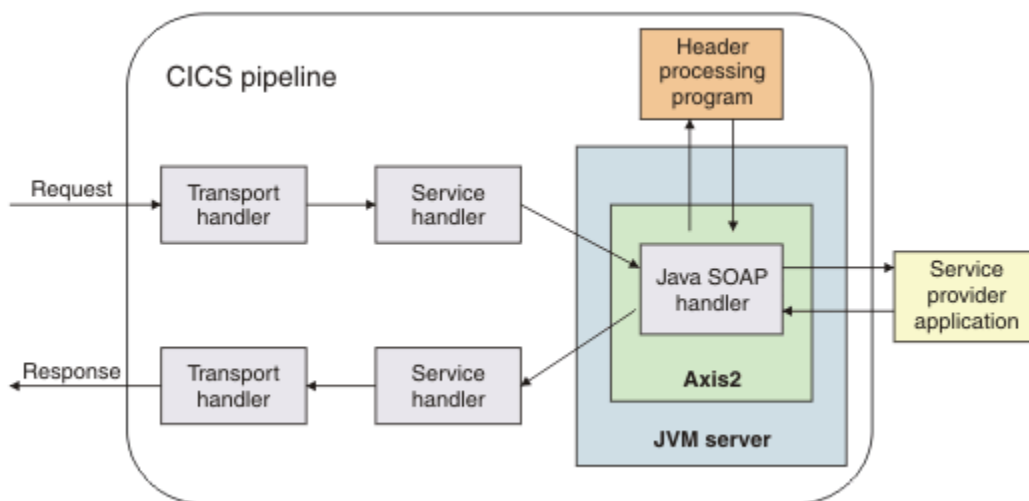 CICS pipeline
Header
processing
program
Request
Transport
handler
Service
handler
Java SOAP
handler
Service
provider
application
Response
Transport
handler
Service
handler
Axis2
JVM server